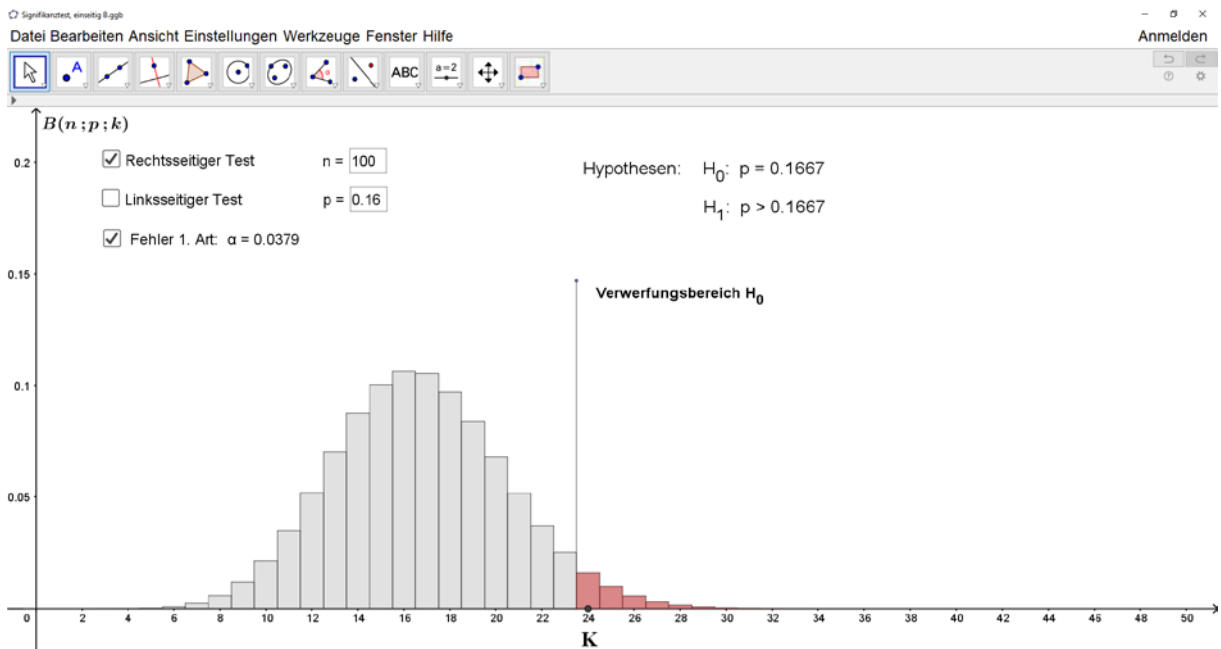 Signifikanztest, einseitig B.ggb
Datei Bearbeiten Ansicht Einstellungen Werkzeuge Fenster Hilfe
Anmelden
A
α
ABC
a=2
B(n ; p ; k)
Rechtsseitiger Test
n = 100
Linksseitiger Test
p = 0.16
Fehler 1. Art: α = 0.0379
Hypothesen: H₀: p = 0.1667
H₁: p > 0.1667
Verwerfungsbereich H₀
0.2
0.15
0.1
0.05
0 2 4 6 8 10 12 14 16 18 20 22 24 26 28 30 32 34 36 38 40 42 44 46 48 50
K